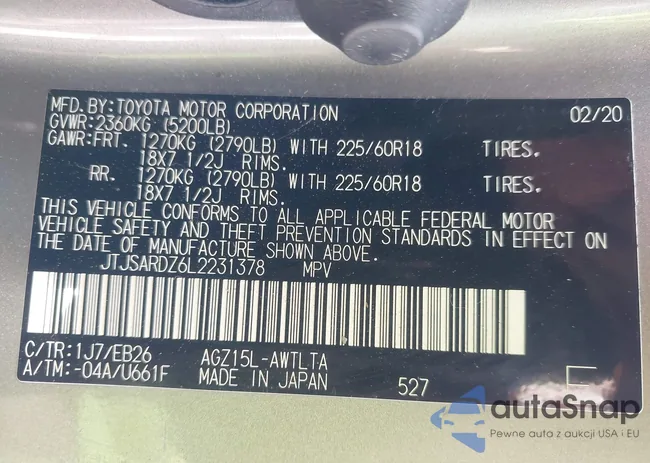 MFD. BY: TOYOTA MOTOR CORPORATION 02/20
GVWR: 2360KG (5200LB)
GAWR: FRT. 1270KG (2790LB) WITH 225/60R18 TIRES.
18X7 1/2J RIMS.
RR. 1270KG (2790LB) WITH 225/60R18 TIRES.
18X7 1/2J RIMS.
THIS VEHICLE CONFORMS TO ALL APPLICABLE FEDERAL MOTOR
VEHICLE SAFETY AND THEFT PREVENTION STANDARDS IN EFFECT ON
THE DATE OF MANUFACTURE SHOWN ABOVE.
JTJSARDZ6L2231378 MPV
C/TR: 1J7/EB26 AGZ15L-AWTLTA
A/TM: -04A/U661F MADE IN JAPAN 527
autaSnap
Pewne auta z aukcji USA i EU